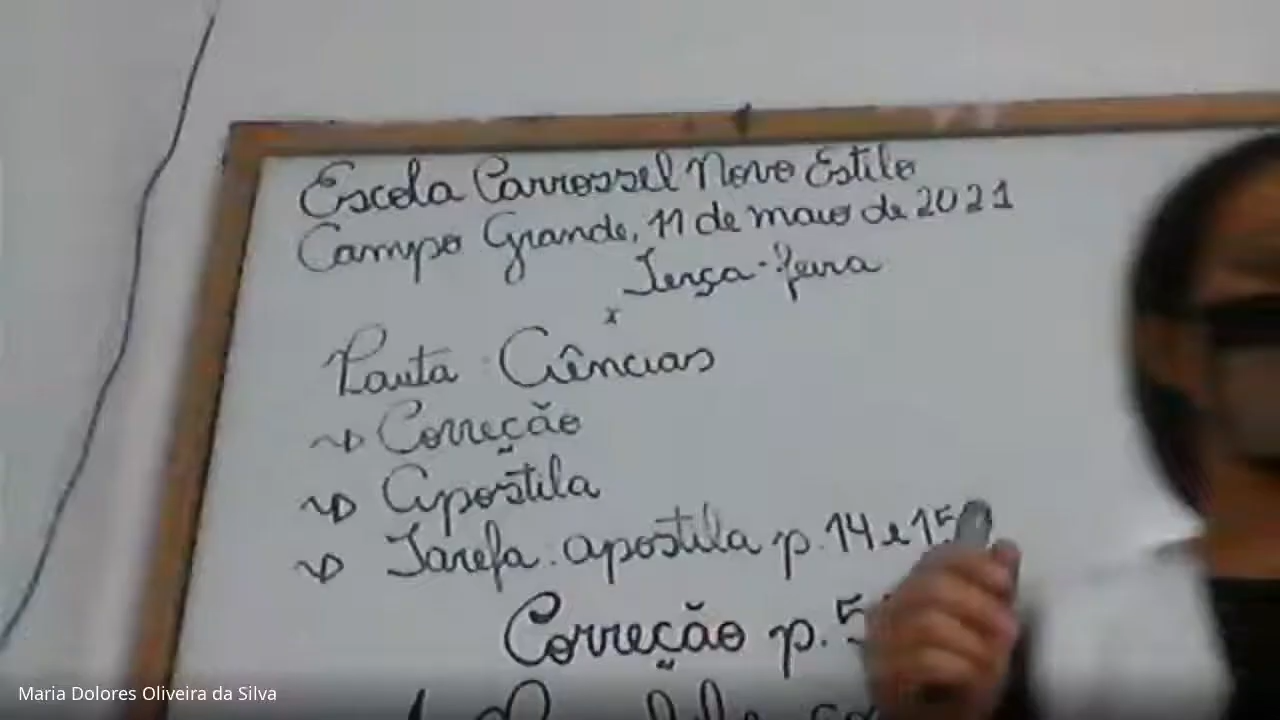 Escola Carrossel Novo Estilo
Campo Grande, 11 de maio de 2021
Terça-feira
x
Pauta Ciências
Correção
Apostila
Tarefa: apostila p. 14 e 15
Correção p. 5
Maria Dolores Oliveira da Silva